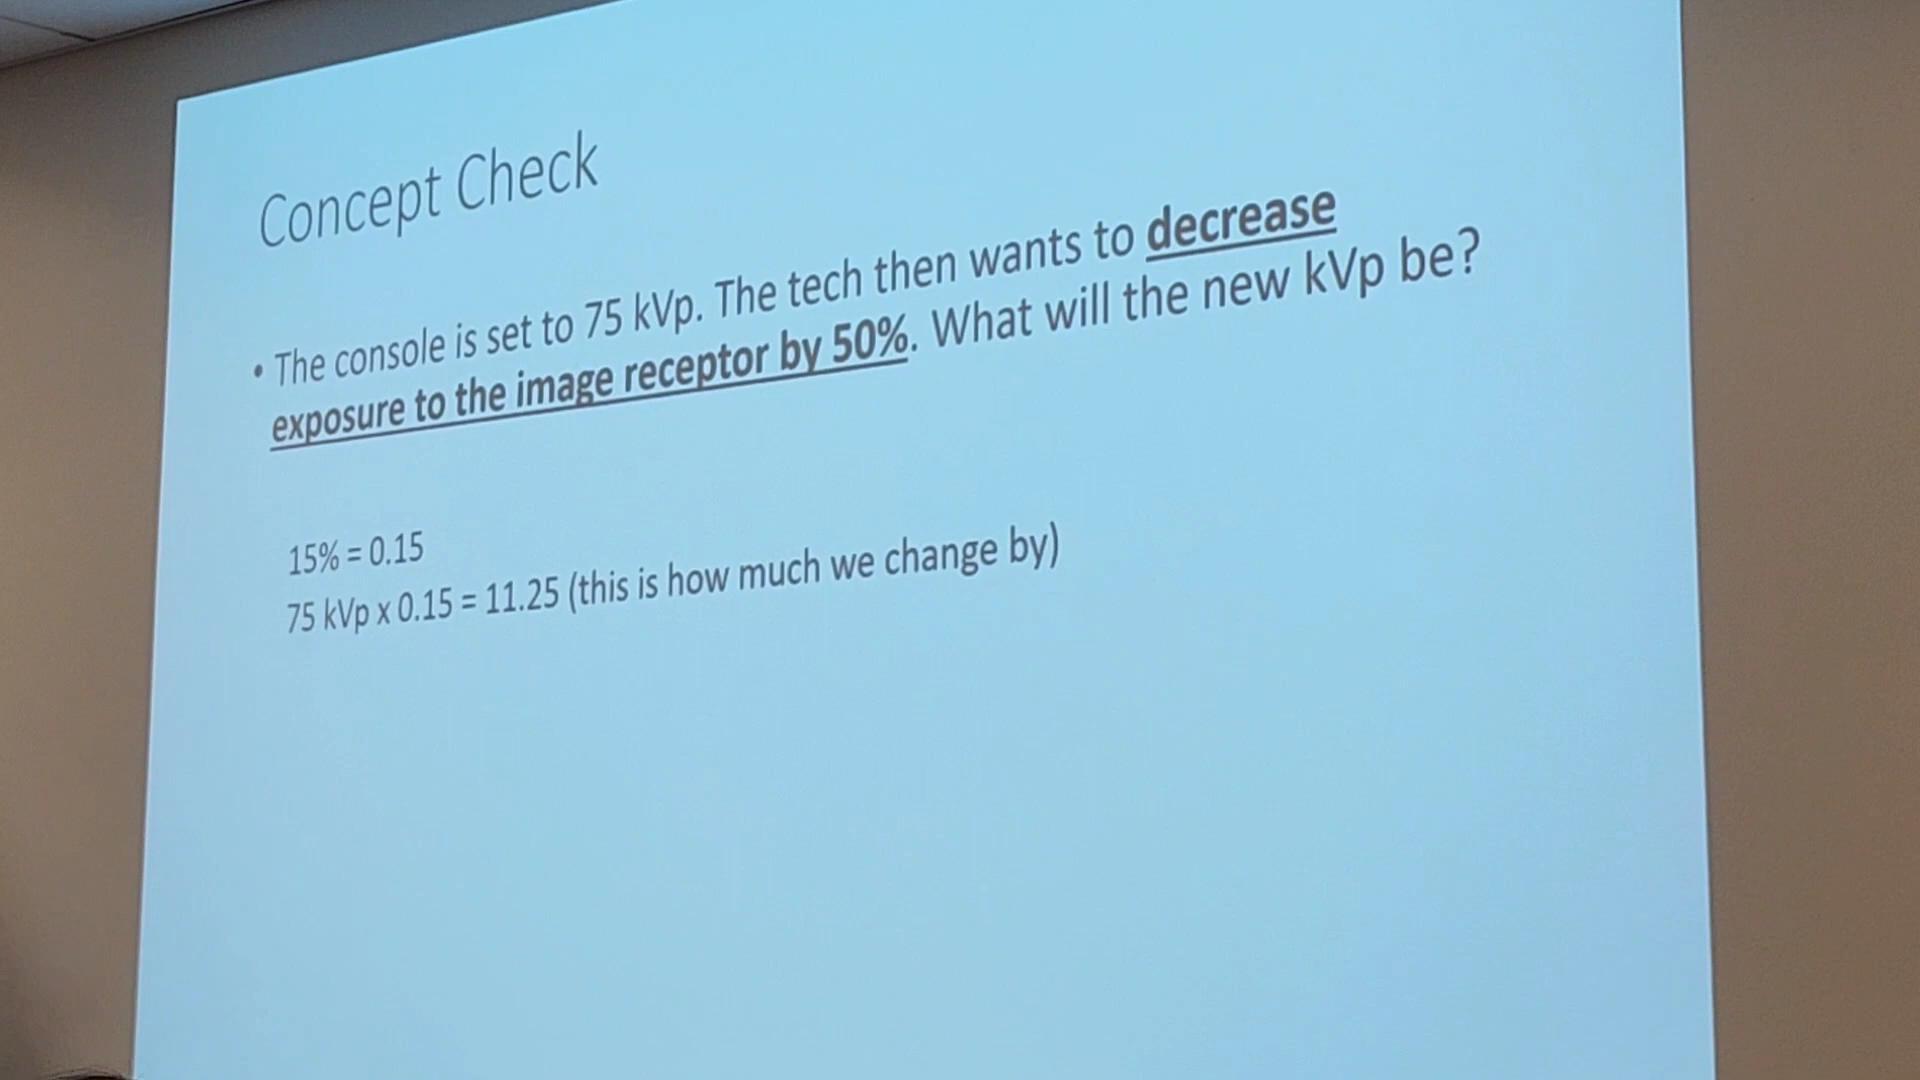 Concept Check
• The console is set to 75 kVp. The tech then wants to decrease
exposure to the image receptor by 50%. What will the new kVp be?
15% = 0.15
75 kVp x 0.15 = 11.25 (this is how much we change by)